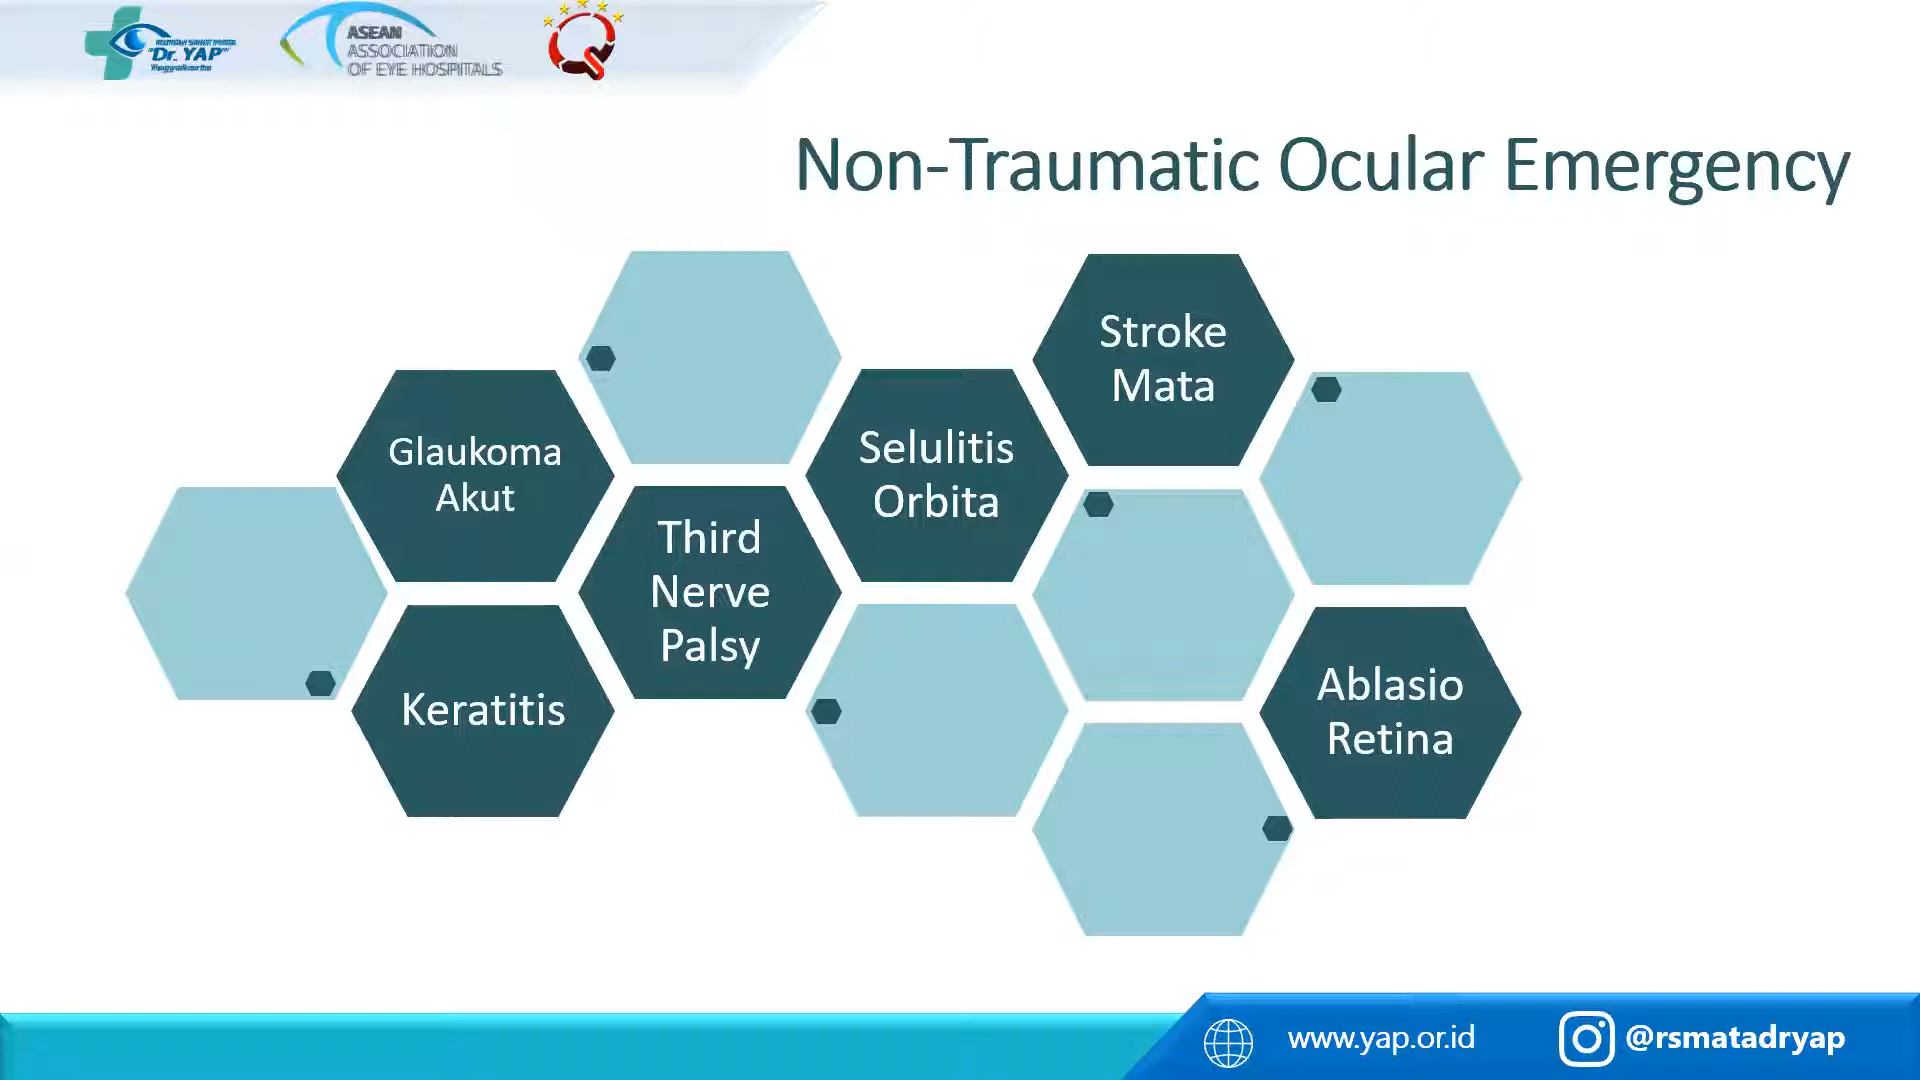 "Dr. YAP"
ASEAN
ASSOCIATION
OF EYE HOSPITALS
Non-Traumatic Ocular Emergency
Stroke
Mata
Glaukoma
Akut
Selulitis
Orbita
Third
Nerve
Palsy
Keratitis
Ablasio
Retina
www.yap.or.id
@rsmatadryap